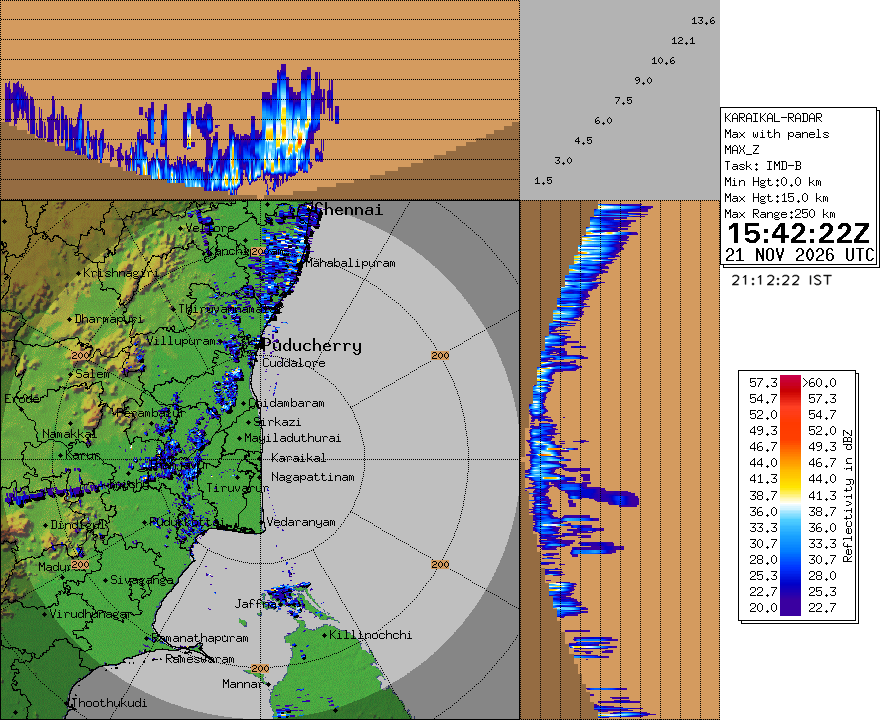 13.6
12.1
10.6
9.0
7.5
6.0
4.5
3.0
1.5
KARAIKAL-RADAR
Max with panels
MAX_Z
Task: IMD-B
Min Hgt:0.0 km
Max Hgt:15.0 km
Max Range:250 km
15:42:22Z
21 NOV 2026 UTC
21:12:22 IST
Chennai
Vellore
200
Mahabalipuram
Krishnagiri
Dharmapuri
Villupuram
Puducherry
200
200
Cuddalore
Salem
Erode
Chidambaram
Perambalur
Sirkazi
Namakkal
Mayiladuthurai
Karur
Karaikal
Nagapattinam
Tiruvarur
Dindigul
Pudukkottai
Vedaranyam
Madurai
200
200
Sivaganga
Jaffna
Virudhunagar
Ramanathapuram
Killinochchi
Rameswaram
200
Mannar
Thoothukudi
57.3 >60.0
54.7 57.3
52.0 54.7
49.3 52.0
46.7 49.3
44.0 46.7
41.3 44.0
38.7 41.3
36.0 38.7
33.3 36.0
30.7 33.3
28.0 30.7
25.3 28.0
22.7 25.3
20.0 22.7
Reflectivity in dBZ